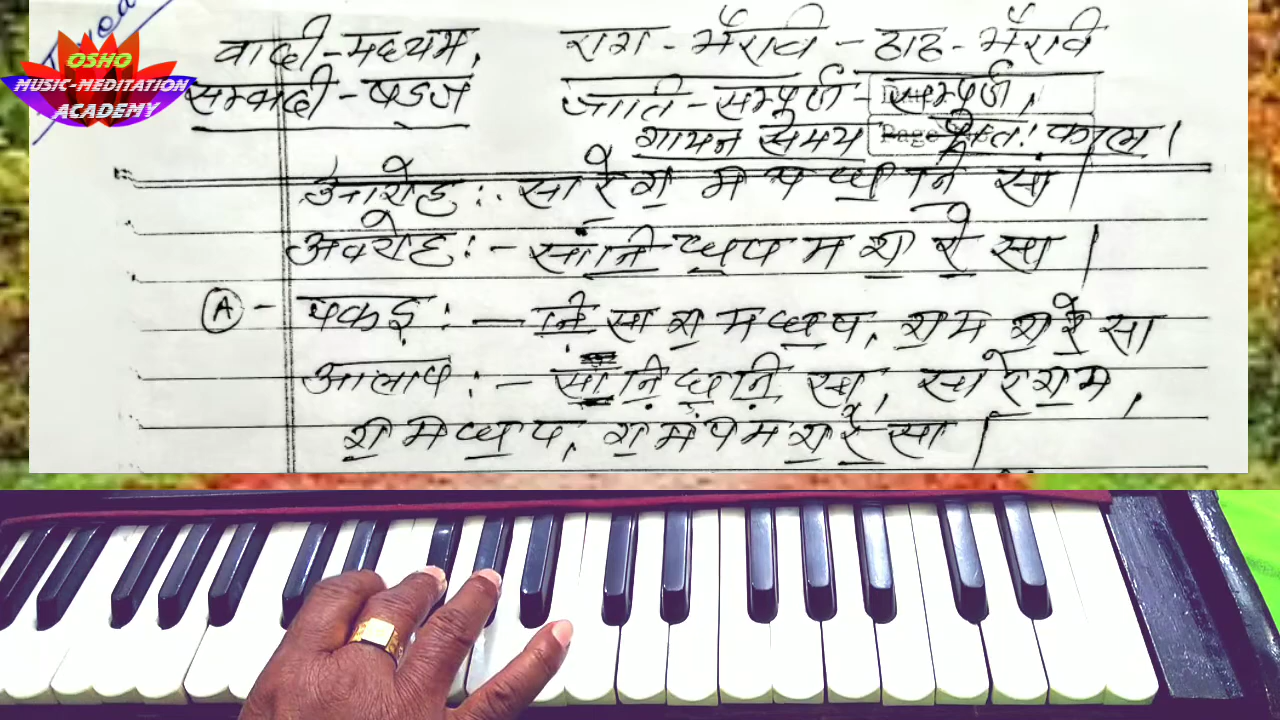 OSHO
MUSIC-MEDITATION
ACADEMY
वादी-मध्यम, राग - भैरवि - ठाठ - भैरवि
सम्वादी - षड्ज जाति - सम्पूर्ण - सम्पूर्ण,
गायन समय - प्रातः काल।
आरोह :- सा रे॒ ग॒ म प ध॒ नि॒ सां।
अवरोह :- सां नि॒ ध॒ प म ग॒ रे॒ सा।
Ⓐ - पकड़ :- नि़॒ सा ग॒ म ध॒ प, ग॒ म ग॒ रे॒ सा
आलाप :- सा नि़॒ ध़॒ नि़॒ सा, सा रे॒ ग॒ म,
ग॒ म ध॒ प, ग॒ म प म ग॒ रे॒ सा।